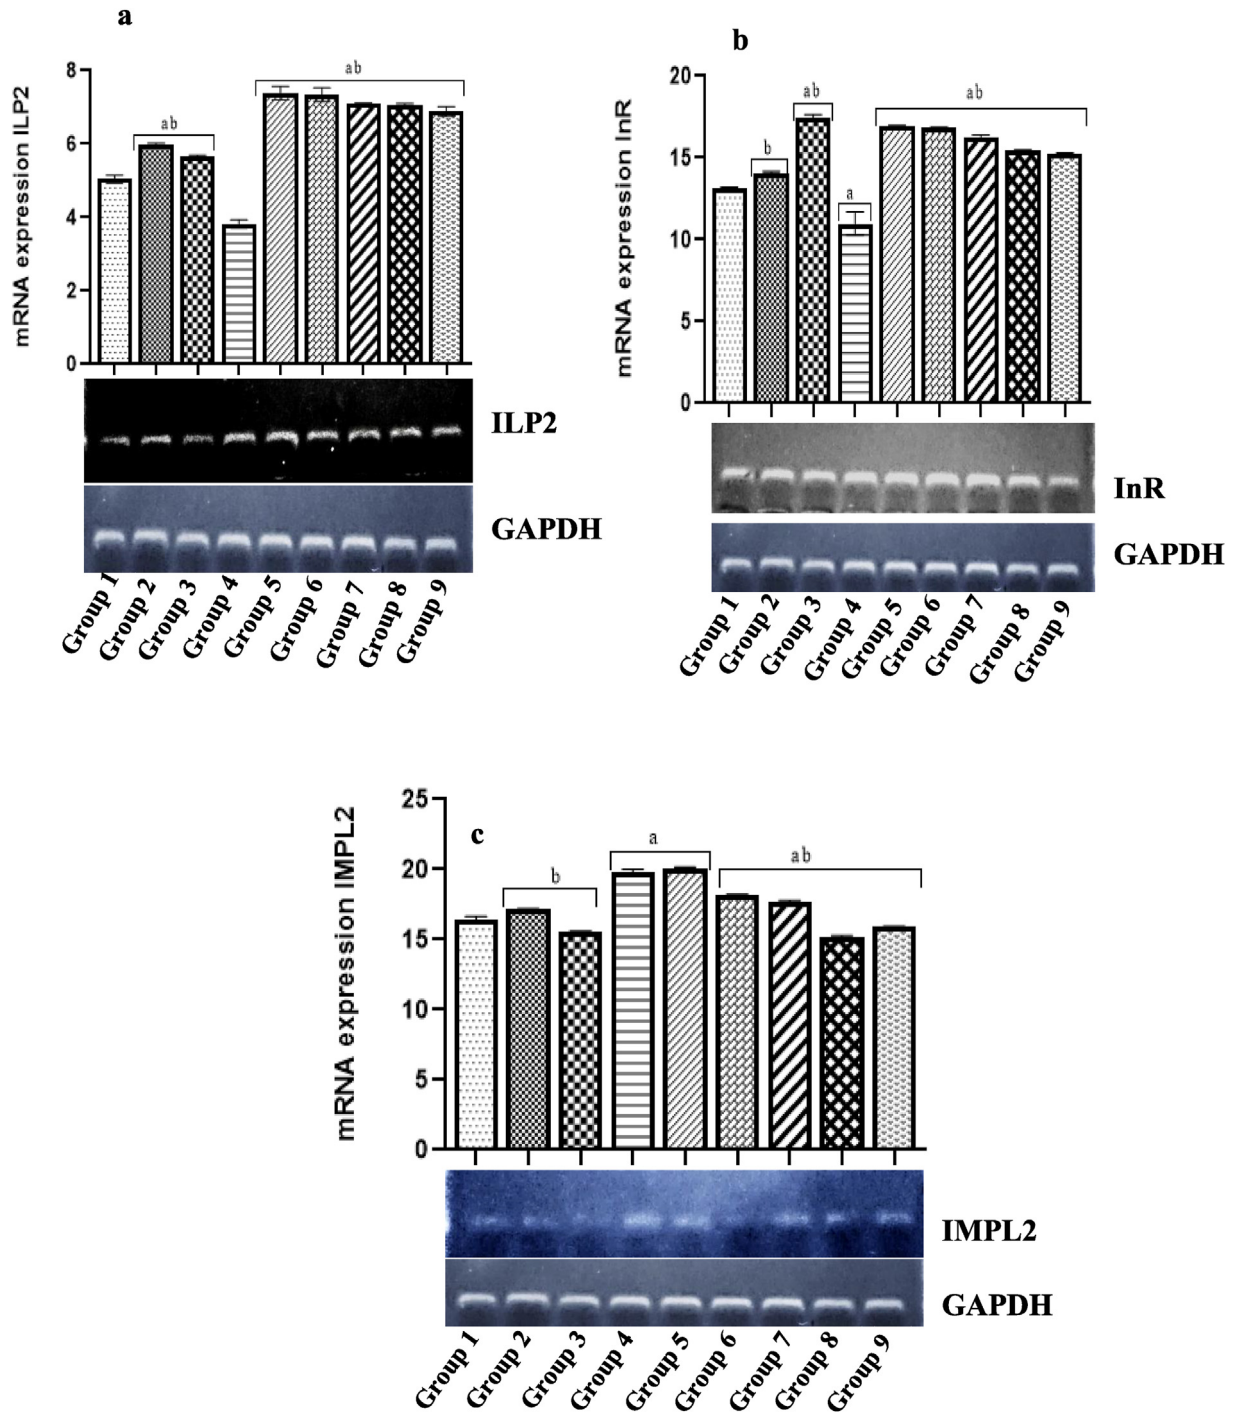 a
mRNA expression ILP2
8
6
4
2
0
ab
ab
ILP2
GAPDH
Group 1
Group 2
Group 3
Group 4
Group 5
Group 6
Group 7
Group 8
Group 9
b
mRNA expression InR
20
15
10
5
0
b
ab
a
ab
InR
GAPDH
Group 1
Group 2
Group 3
Group 4
Group 5
Group 6
Group 7
Group 8
Group 9
c
mRNA expression IMPL2
25
20
15
10
5
0
b
a
ab
IMPL2
GAPDH
Group 1
Group 2
Group 3
Group 4
Group 5
Group 6
Group 7
Group 8
Group 9